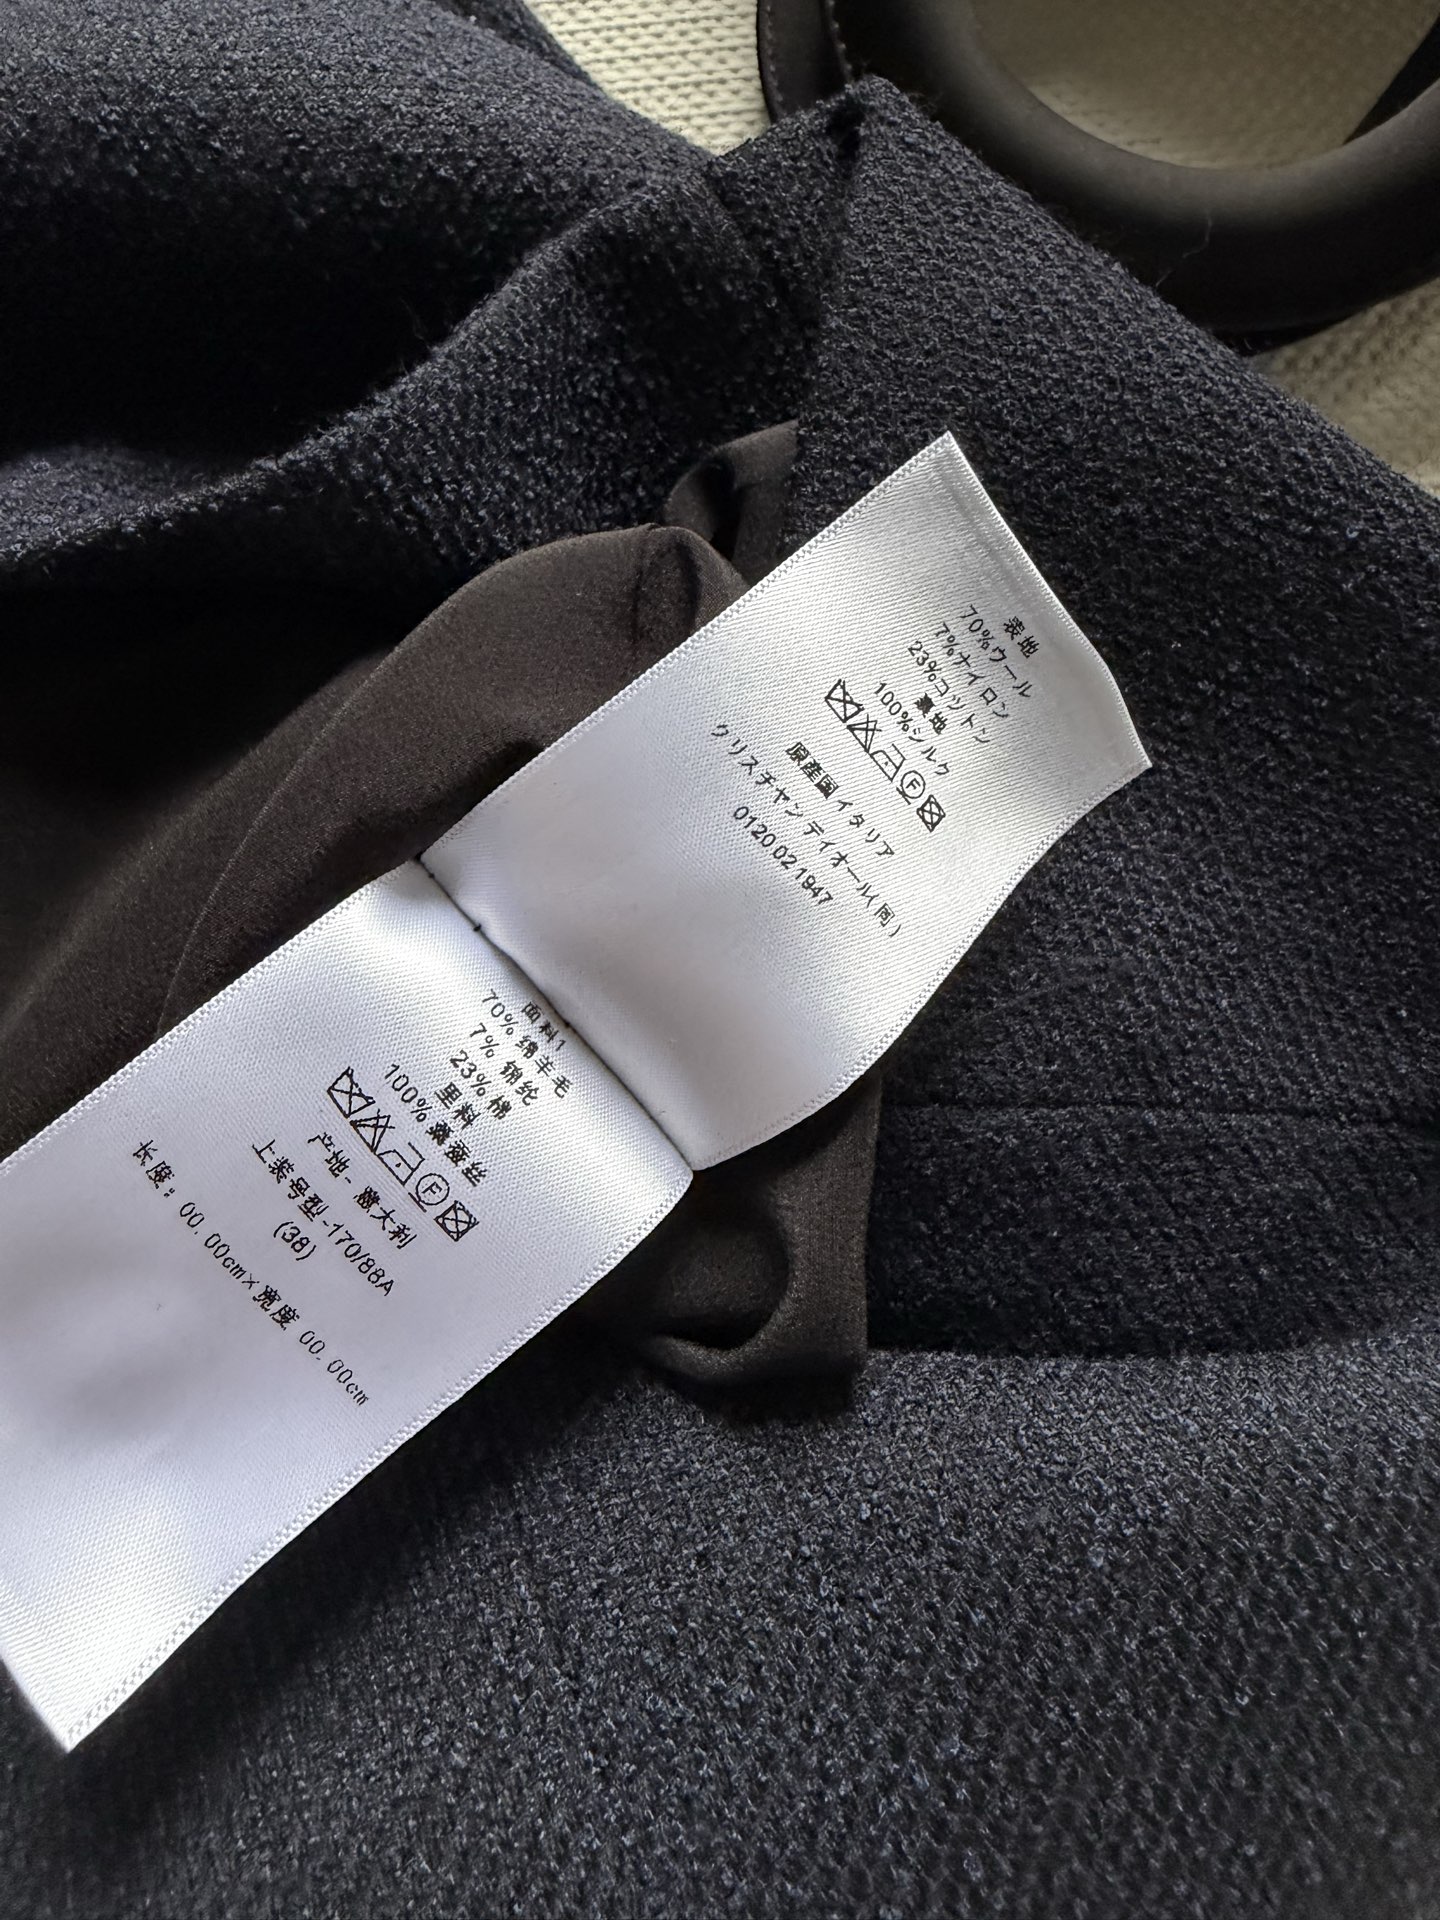 表地
70%ウール
7%ナイロン
23%コットン
裏地
100%シルク
F
原産国イタリア
クリスチャンディオール(同)
0120 02 1947
面料1
70% 绵羊毛
7% 锦纶
23% 棉
里料
100% 桑蚕丝
F
产地- 意大利
上装号型-170/88A
(38)
长度: 00.00cm×宽度 00.00cm